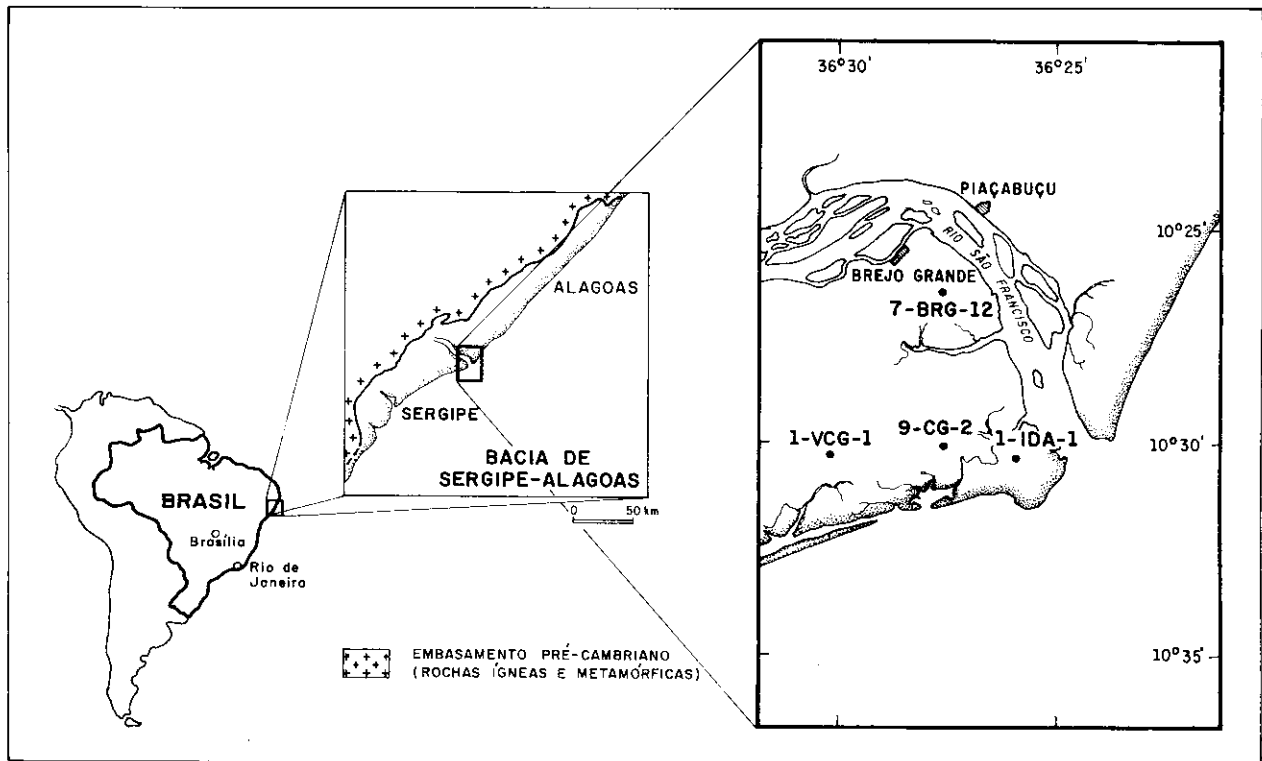 BRASIL
Brasília
Rio de
Janeiro
ALAGOAS
SERGIPE
BACIA DE
SERGIPE-ALAGOAS
0 50 km
EMBASAMENTO PRÉ-CAMBRIANO
(ROCHAS ÍGNEAS E METAMÓRFICAS)
36°30' 36°25'
PIAÇABUÇU
RIO SÃO FRANCISCO
10°25'
BREJO GRANDE
7-BRG-12
1-VCG-1 9-CG-2 1-IDA-1
10°30'
10°35'